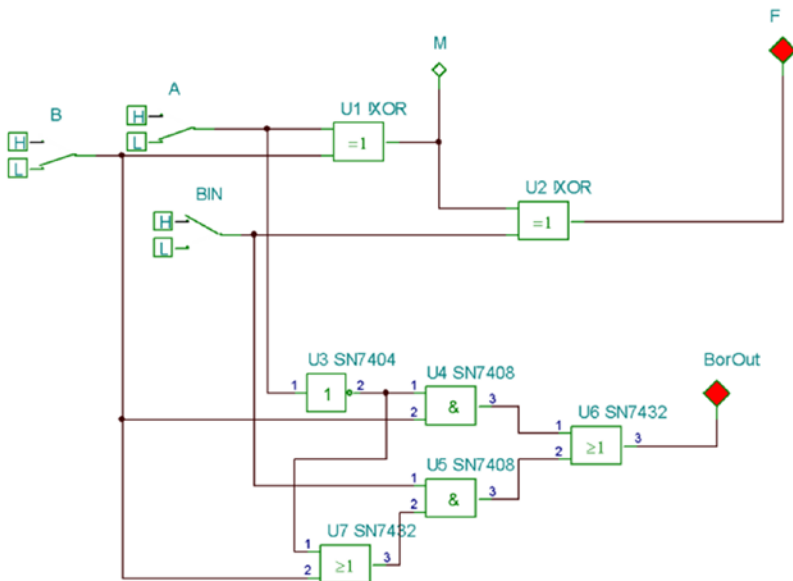 F
M
A
B
H
L
H
L
U1 IXOR
=1
BIN
H
L
U2 IXOR
=1
U3 SN7404
1 1 2
U4 SN7408
1 2 & 3
BorOut
U6 SN7432
1 2 ≥1 3
U5 SN7408
1 2 & 3
U7 SN7432
1 2 ≥1 3